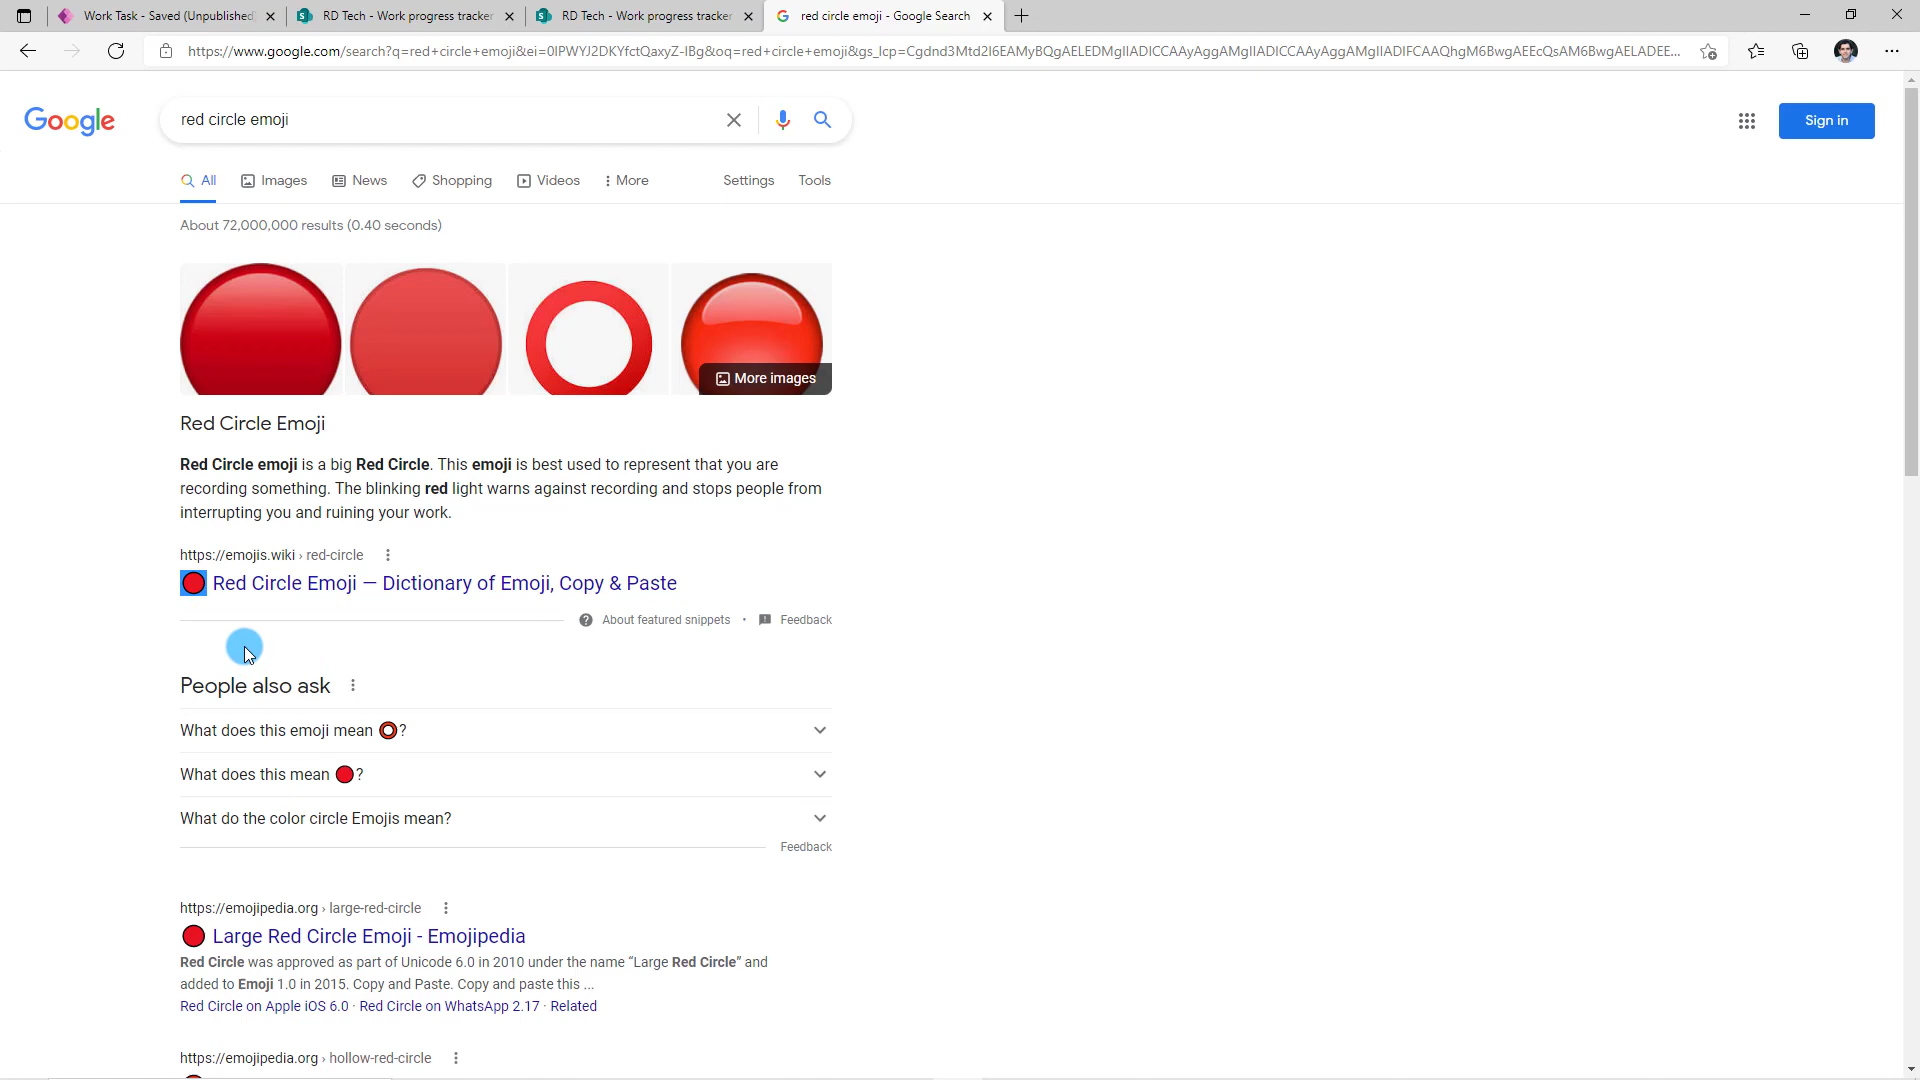 Work Task - Saved (Unpublished
RD Tech - Work progress tracker
RD Tech - Work progress tracker
red circle emoji - Google Search
https://www.google.com/search?q=red+circle+emoji&ei=0IPWYJ2DKYfctQaxyZ-IBg&oq=red+circle+emoji&gs_lcp=Cgdnd3Mtd2l6EAMyBQgAELEDMgIIADICCAAyAggAMgIIADICCAAyAggAMgIIADIFCAAQhgM6BwgAEEcQsAM6BwgAELADEE...
Google
red circle emoji
Sign in
All
Images
News
Shopping
Videos
More
Settings
Tools
About 72,000,000 results (0.40 seconds)
More images
Red Circle Emoji
Red Circle emoji is a big Red Circle. This emoji is best used to represent that you are
recording something. The blinking red light warns against recording and stops people from
interrupting you and ruining your work.
https://emojis.wiki › red-circle
🔴 Red Circle Emoji — Dictionary of Emoji, Copy & Paste
About featured snippets • Feedback
People also ask
What does this emoji mean ⭕?
What does this mean 🔴?
What do the color circle Emojis mean?
Feedback
https://emojipedia.org › large-red-circle
🔴 Large Red Circle Emoji - Emojipedia
Red Circle was approved as part of Unicode 6.0 in 2010 under the name “Large Red Circle” and
added to Emoji 1.0 in 2015. Copy and Paste. Copy and paste this ...
Red Circle on Apple iOS 6.0 · Red Circle on WhatsApp 2.17 · Related
https://emojipedia.org › hollow-red-circle